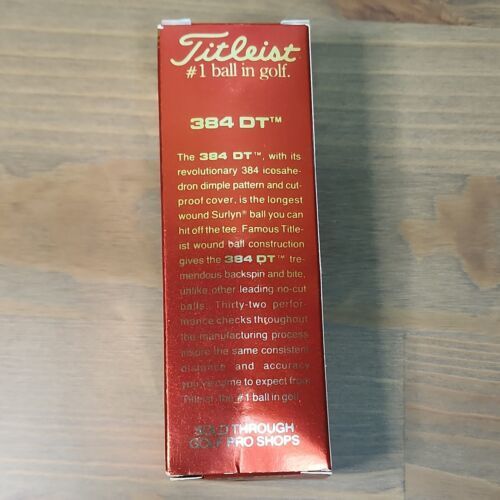 Titleist
#1 ball in golf.
384 DT™
The 384 DT™, with its
revolutionary 384 icosahe-
dron dimple pattern and cut-
proof cover, is the longest
wound Surlyn® ball you can
hit off the tee. Famous Title-
ist wound ball construction
gives the 384 DT™ tre-
mendous backspin and bite,
unlike other leading no-cut
balls. Thirty-two perfor-
mance checks throughout
the manufacturing process
insure the same consistent
distance and accuracy
you've come to expect from
Titleist, the #1 ball in golf.
SOLD THROUGH
GOLF PRO SHOPS